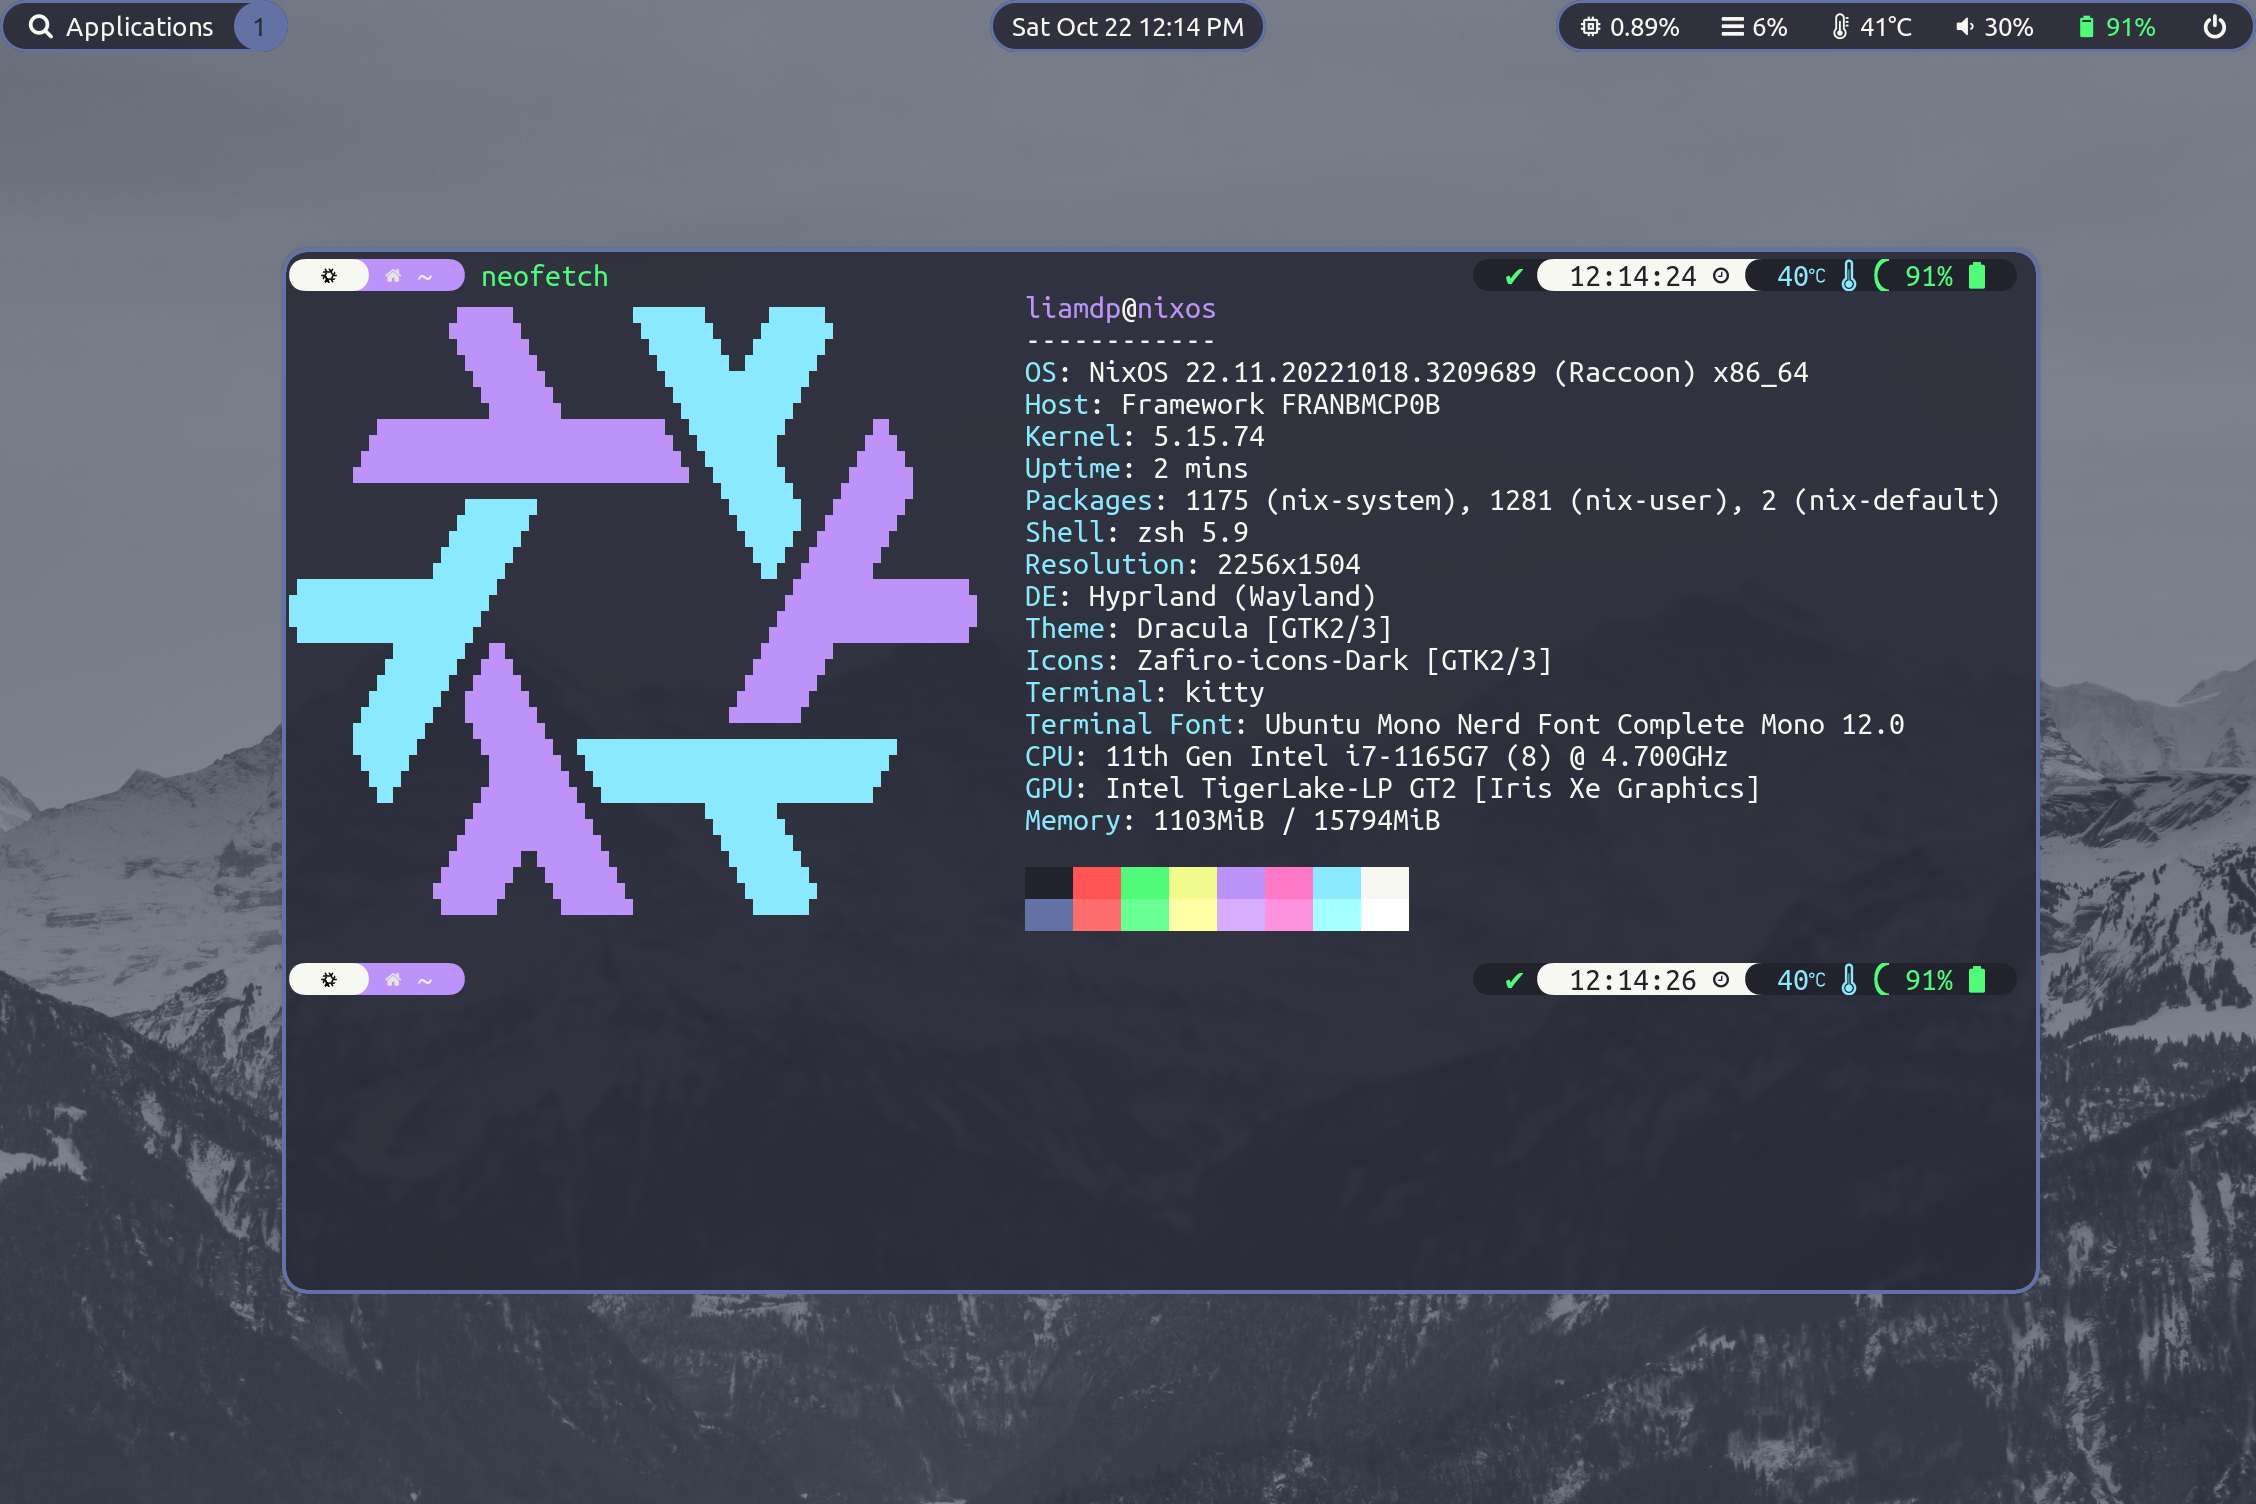 Applications 1
Sat Oct 22 12:14 PM
0.89% 6% 41°C 30% 91%
~ neofetch
✔ 12:14:24 40°C 91%
liamdp@nixos
------------
OS: NixOS 22.11.20221018.3209689 (Raccoon) x86_64
Host: Framework FRANBMCP0B
Kernel: 5.15.74
Uptime: 2 mins
Packages: 1175 (nix-system), 1281 (nix-user), 2 (nix-default)
Shell: zsh 5.9
Resolution: 2256x1504
DE: Hyprland (Wayland)
Theme: Dracula [GTK2/3]
Icons: Zafiro-icons-Dark [GTK2/3]
Terminal: kitty
Terminal Font: Ubuntu Mono Nerd Font Complete Mono 12.0
CPU: 11th Gen Intel i7-1165G7 (8) @ 4.700GHz
GPU: Intel TigerLake-LP GT2 [Iris Xe Graphics]
Memory: 1103MiB / 15794MiB
~
✔ 12:14:26 40°C 91%